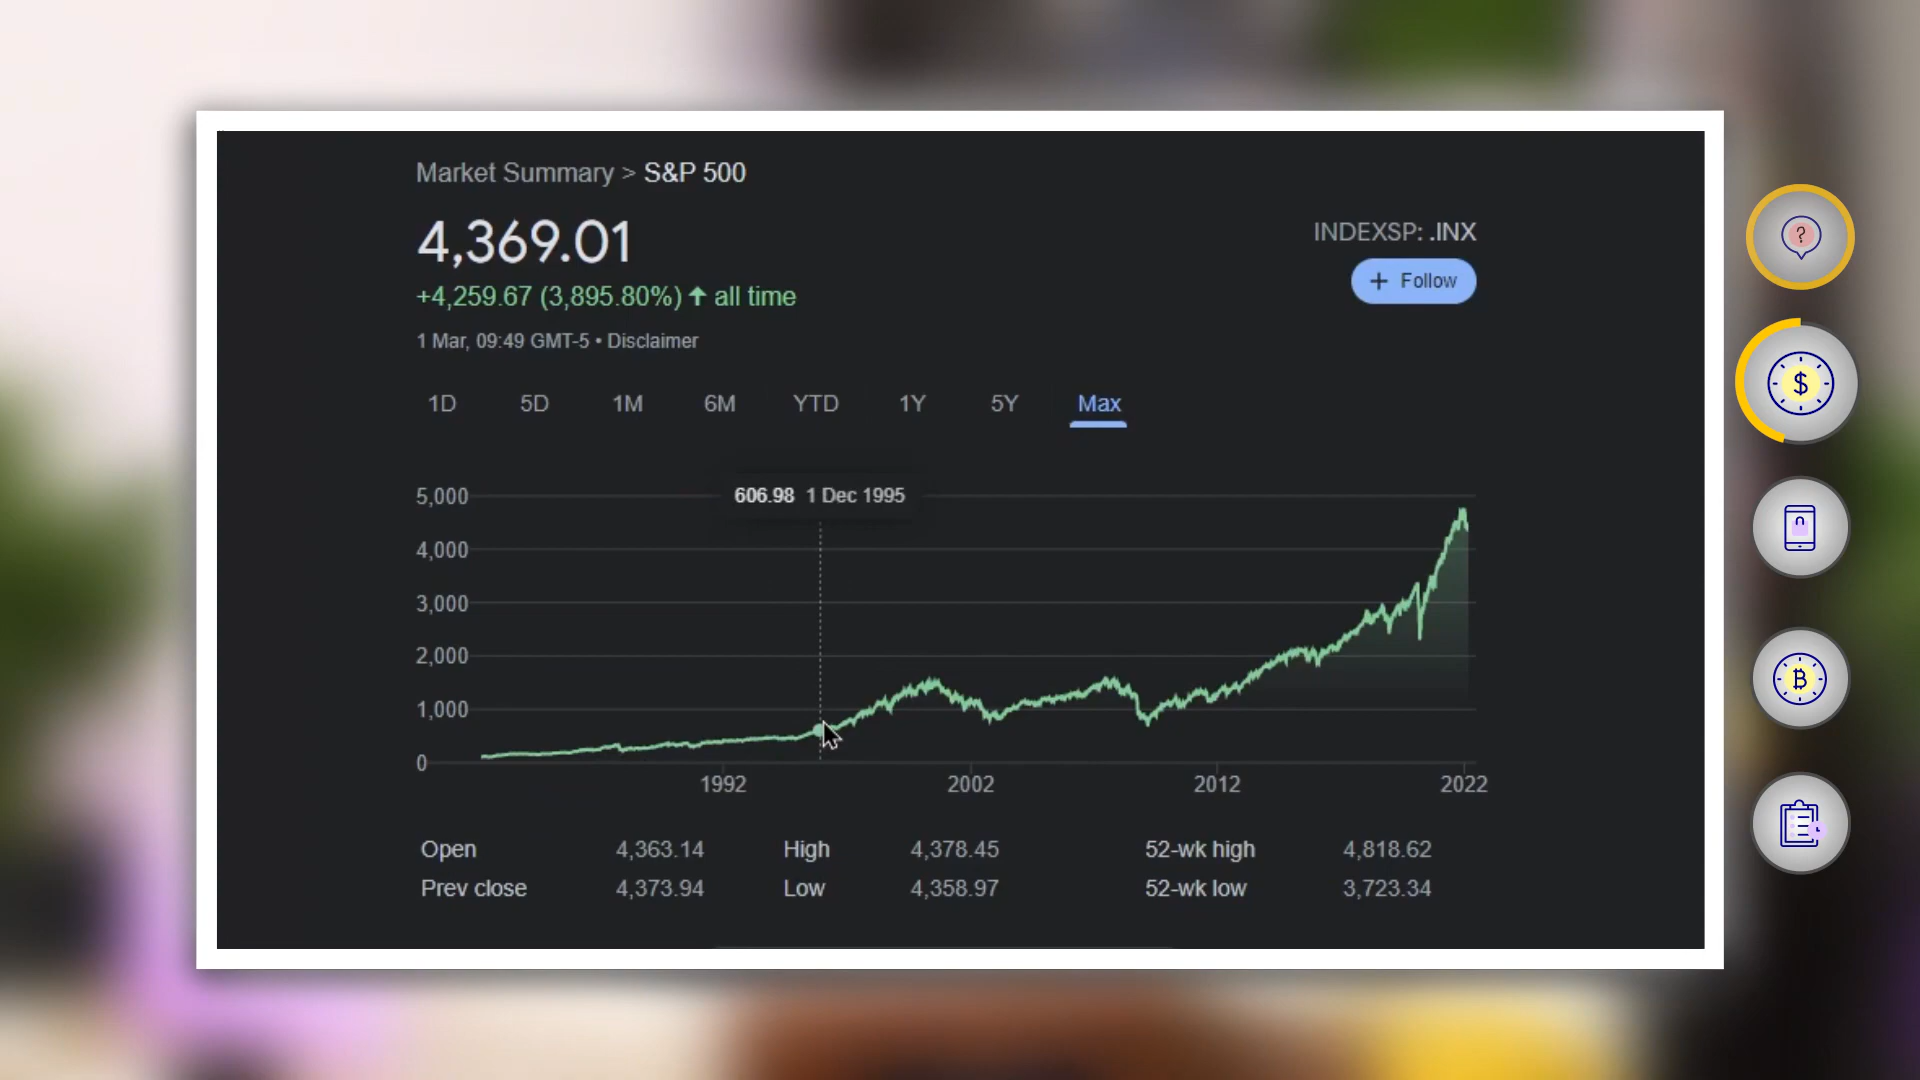 Market Summary > S&P 500
4,369.01
INDEXSP: .INX
+ Follow
+4,259.67 (3,895.80%) ↑ all time
1 Mar, 09:49 GMT-5 • Disclaimer
1D 5D 1M 6M YTD 1Y 5Y Max
606.98 1 Dec 1995
5,000
4,000
3,000
2,000
1,000
0
1992 2002 2012 2022
Open 4,363.14 High 4,378.45 52-wk high 4,818.62
Prev close 4,373.94 Low 4,358.97 52-wk low 3,723.34
?
$
₿